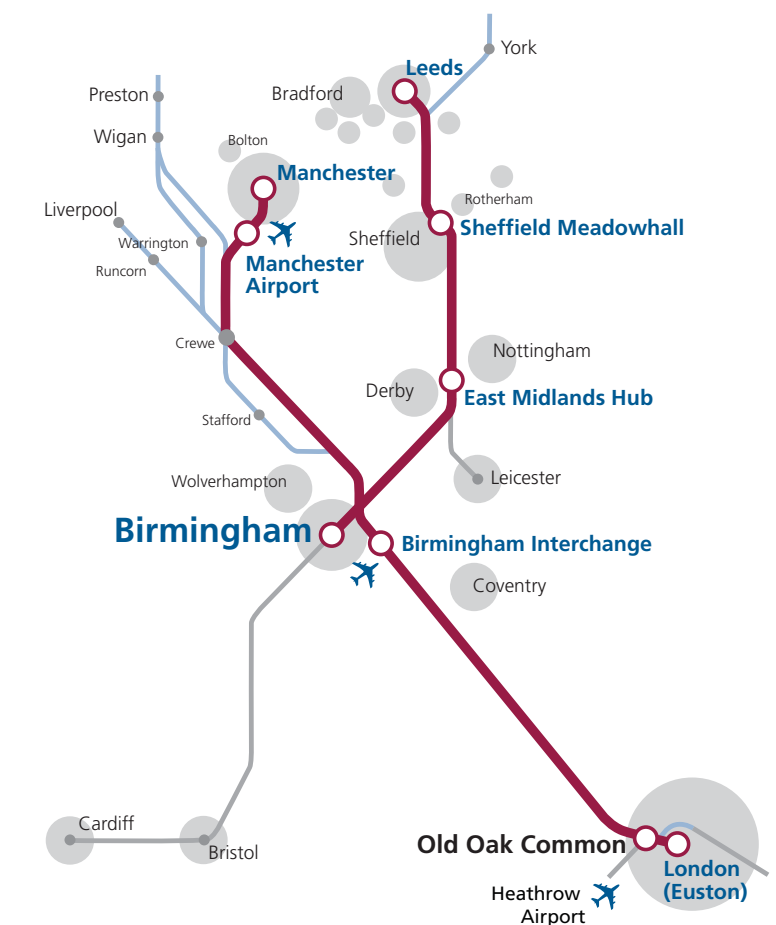 York
Leeds
Preston
Bradford
Wigan
Bolton
Manchester
Rotherham
Liverpool
Sheffield Meadowhall
Sheffield
Warrington
Manchester
Airport
Runcorn
Crewe
Nottingham
Derby
East Midlands Hub
Stafford
Leicester
Wolverhampton
Birmingham
Birmingham Interchange
Coventry
Cardiff
Bristol
Old Oak Common
London
(Euston)
Heathrow
Airport